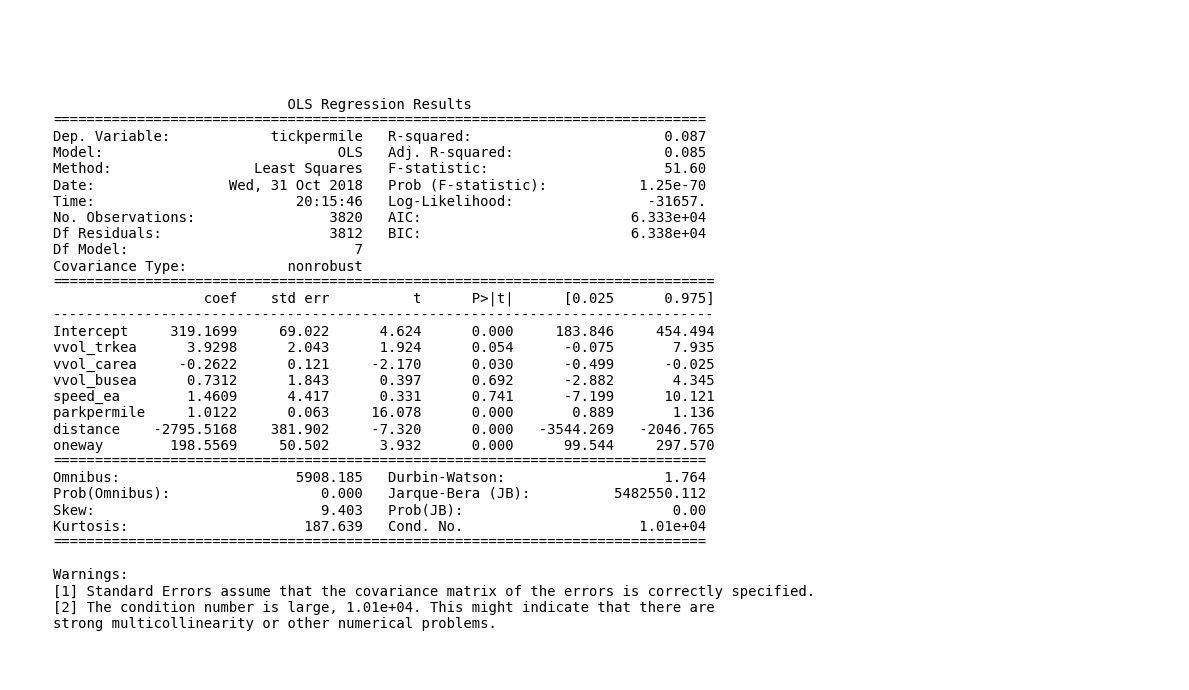 OLS Regression Results
==============================================================================
Dep. Variable:            tickpermile   R-squared:                       0.087
Model:                            OLS   Adj. R-squared:                  0.085
Method:                 Least Squares   F-statistic:                     51.60
Date:                Wed, 31 Oct 2018   Prob (F-statistic):           1.25e-70
Time:                        20:15:46   Log-Likelihood:                -31657.
No. Observations:                3820   AIC:                         6.333e+04
Df Residuals:                    3812   BIC:                         6.338e+04
Df Model:                           7
Covariance Type:            nonrobust
===============================================================================
                  coef    std err          t      P>|t|      [0.025      0.975]
-------------------------------------------------------------------------------
Intercept     319.1699     69.022      4.624      0.000     183.846     454.494
vvol_trkea      3.9298      2.043      1.924      0.054      -0.075       7.935
vvol_carea     -0.2622      0.121     -2.170      0.030      -0.499      -0.025
vvol_busea      0.7312      1.843      0.397      0.692      -2.882       4.345
speed_ea        1.4609      4.417      0.331      0.741      -7.199      10.121
parkpermile     1.0122      0.063     16.078      0.000       0.889       1.136
distance    -2795.5168    381.902     -7.320      0.000   -3544.269   -2046.765
oneway        198.5569     50.502      3.932      0.000      99.544     297.570
==============================================================================
Omnibus:                     5908.185   Durbin-Watson:                   1.764
Prob(Omnibus):                  0.000   Jarque-Bera (JB):          5482550.112
Skew:                           9.403   Prob(JB):                         0.00
Kurtosis:                     187.639   Cond. No.                     1.01e+04
==============================================================================
Warnings:
[1] Standard Errors assume that the covariance matrix of the errors is correctly specified.
[2] The condition number is large, 1.01e+04. This might indicate that there are
strong multicollinearity or other numerical problems.